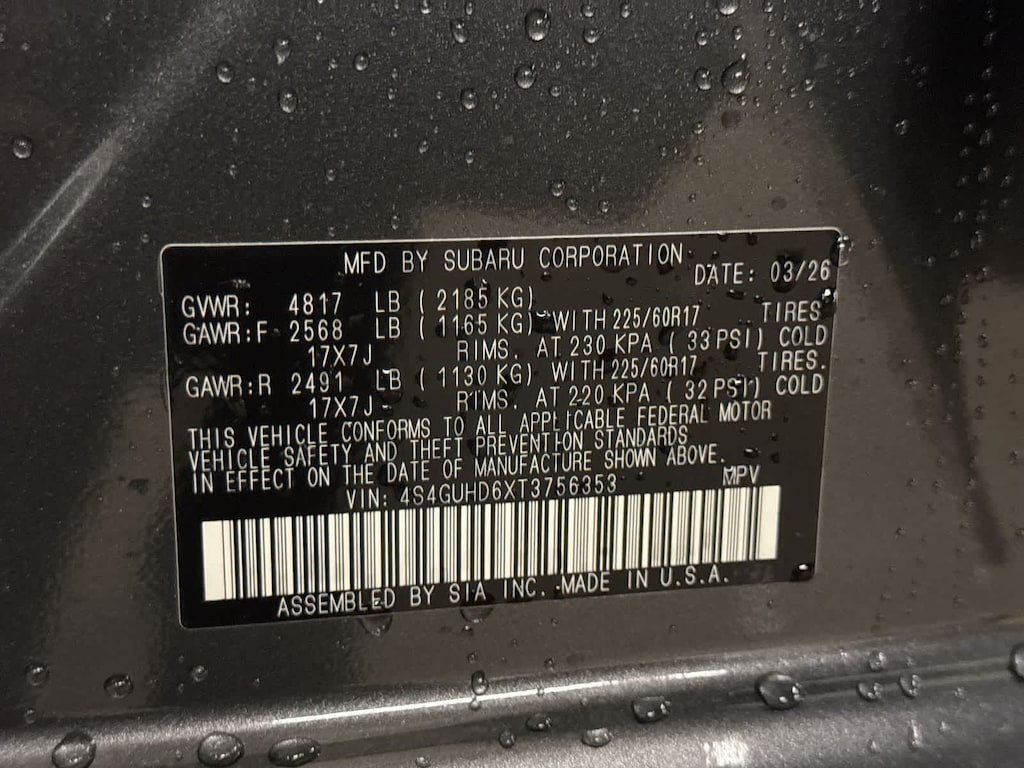 MFD BY SUBARU CORPORATION
DATE: 03/26
GVWR: 4817 LB ( 2185 KG)
GAWR:F 2568 LB ( 1165 KG) WITH 225/60R17 TIRES
17X7J RIMS. AT 230 KPA ( 33 PSI) COLD
GAWR:R 2491 LB ( 1130 KG) WITH 225/60R17 TIRES.
17X7J RIMS. AT 220 KPA ( 32 PSI) COLD
THIS VEHICLE CONFORMS TO ALL APPLICABLE FEDERAL MOTOR
VEHICLE SAFETY AND THEFT PREVENTION STANDARDS
IN EFFECT ON THE DATE OF MANUFACTURE SHOWN ABOVE.
VIN: 4S4GUHD6XT3756353 MPV
ASSEMBLED BY SIA INC. MADE IN U.S.A.